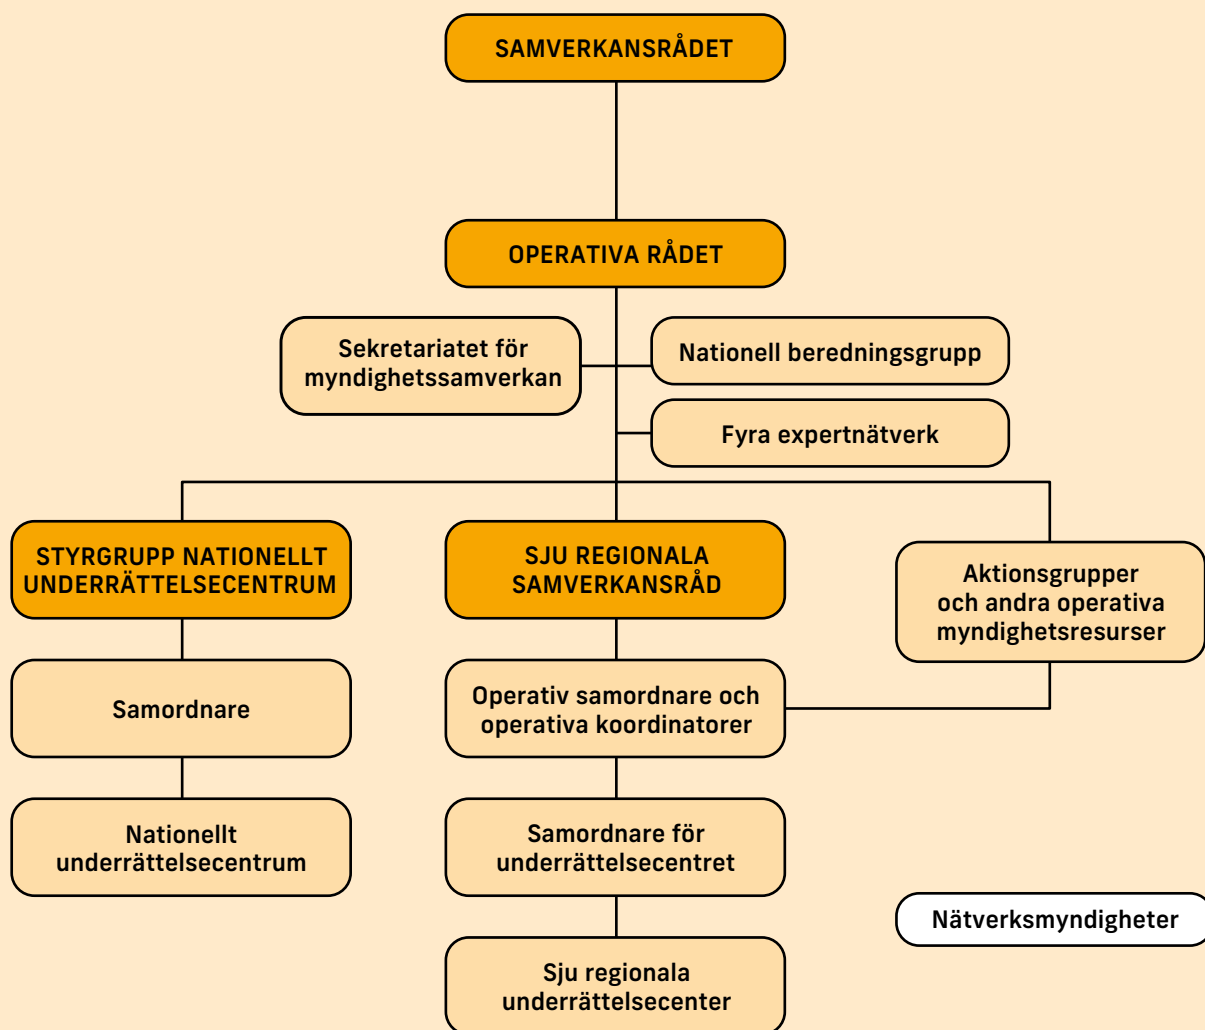 SAMVERKANSRÅDET
OPERATIVA RÅDET
Sekretariatet för
myndighetssamverkan
Nationell beredningsgrupp
Fyra expertnätverk
STYRGRUPP NATIONELLT
UNDERRÄTTELSECENTRUM
SJU REGIONALA
SAMVERKANSRÅD
Aktionsgrupper
och andra operativa
myndighetsresurser
Samordnare
Operativ samordnare och
operativa koordinatorer
Nationellt
underrättelsecentrum
Samordnare för
underrättelsecentret
Nätverksmyndigheter
Sju regionala
underrättelsecenter